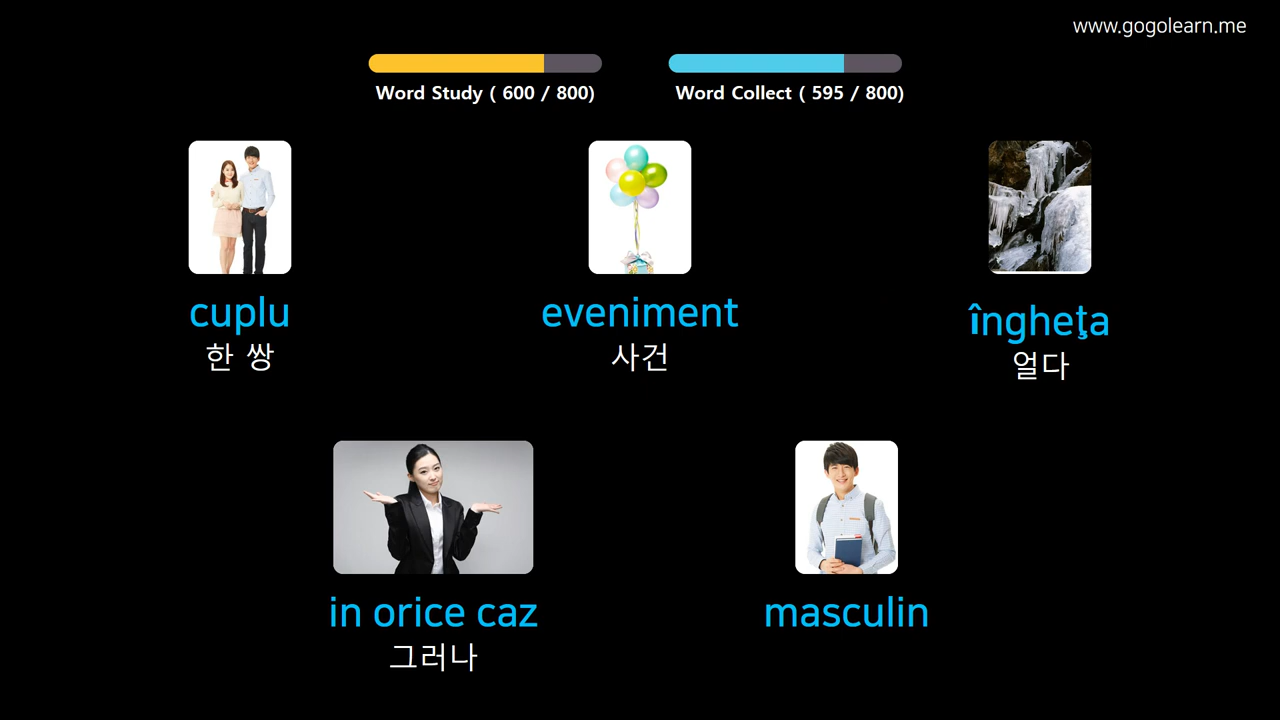 www.gogolearn.me
Word Study ( 600 / 800)
Word Collect ( 595 / 800)
cuplu
한 쌍
eveniment
사건
îngheţa
얼다
in orice caz
그러나
masculin